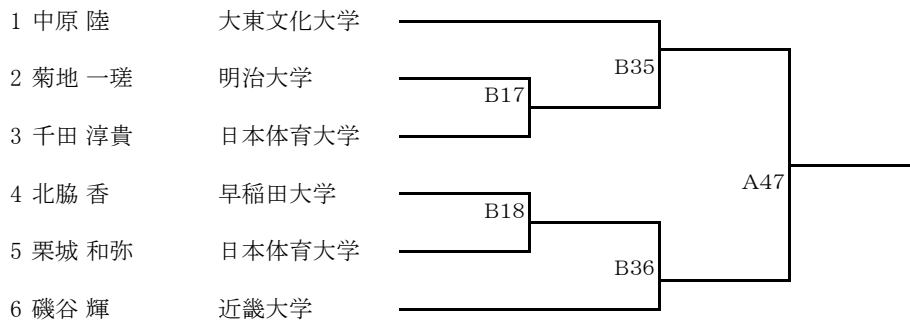 1 中原 陸 大東文化大学
B35
2 菊地 一瑳 明治大学
B17
3 千田 淳貴 日本体育大学
A47
4 北脇 香 早稲田大学
B18
5 栗城 和弥 日本体育大学
B36
6 磯谷 輝 近畿大学